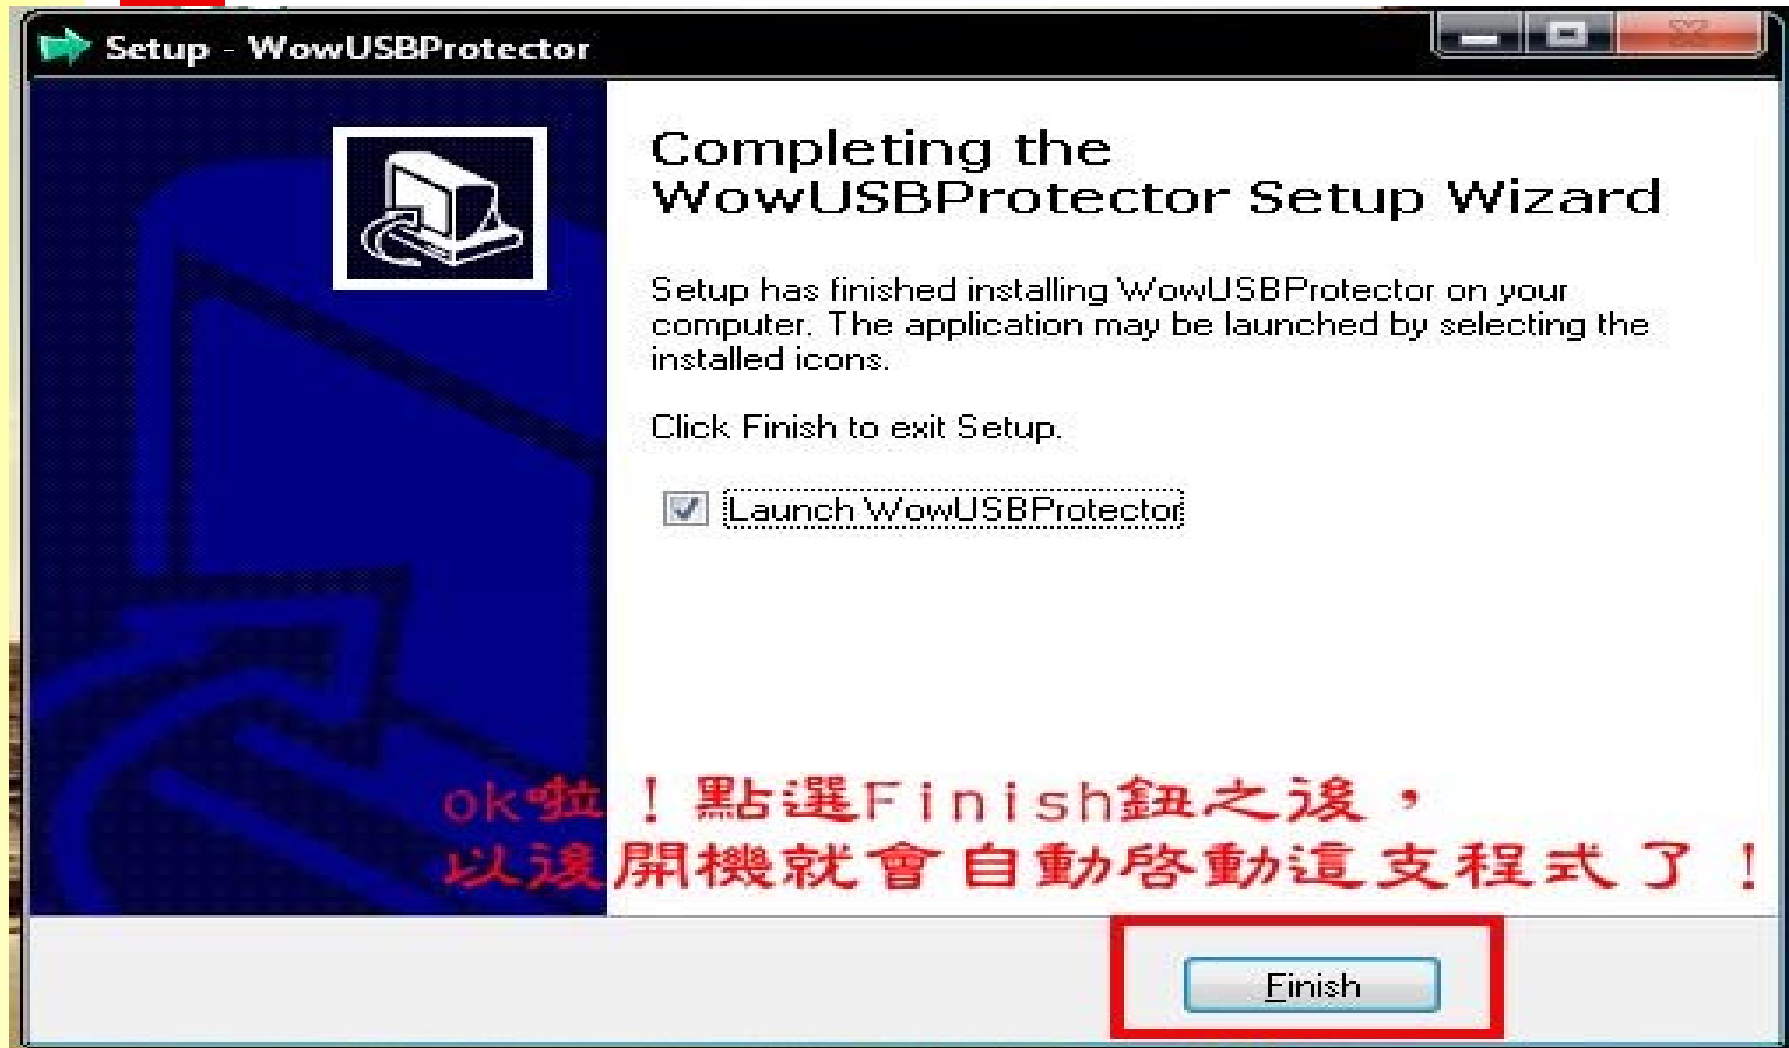 Setup - WowUSBProtector
Completing the
WowUSBProtector Setup Wizard
Setup has finished installing WowUSBProtector on your
computer. The application may be launched by selecting the
installed icons.
Click Finish to exit Setup.
Launch WowUSBProtector
ok啦！點選Finish鈕之後，
以後開機就會自動啓動這支程式了！
Finish